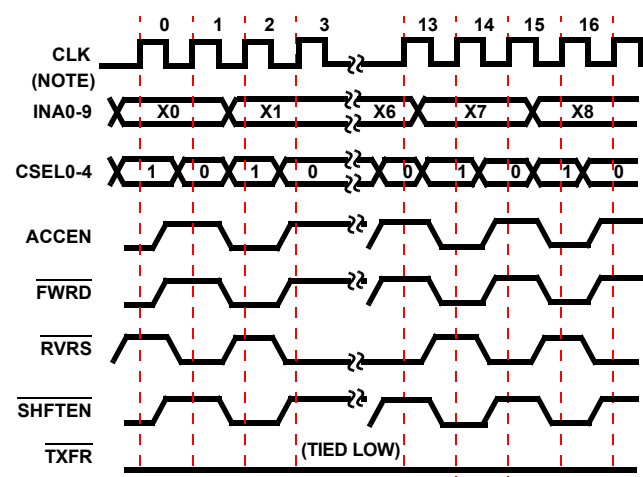 0 1 2 3 13 14 15 16
CLK
(NOTE)
INA0-9 X0 X1 X6 X7 X8
CSEL0-4 1 0 1 0 0 1 0 1 0
ACCEN
FWRD
RVRS
SHFTEN
TXFR (TIED LOW)